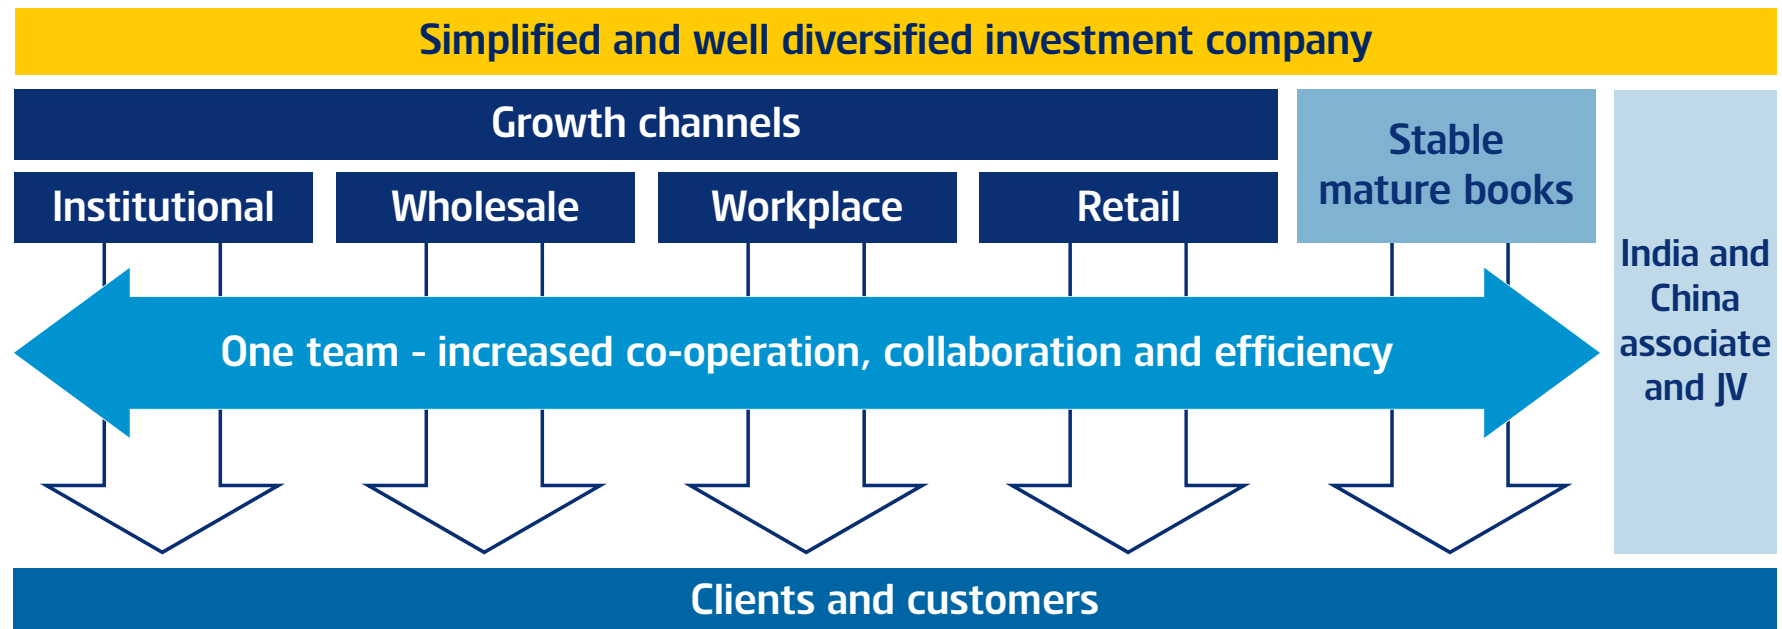 Simplified and well diversified investment company
Growth channels
Institutional
Wholesale
Workplace
Retail
Stable
mature books
India and
China
associate
and JV
One team - increased co-operation, collaboration and efficiency
Clients and customers